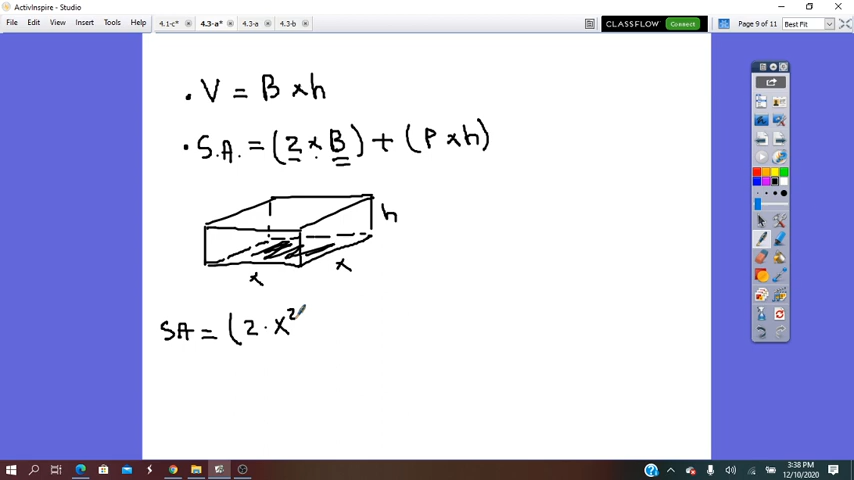 ActivInspire - Studio
File Edit View Insert Tools Help
4.1-c* 4.3-a* 4.3-a 4.3-b
CLASSFLOW Connect
Page 9 of 11
Best Fit
. V = B x h
. S.A. = (2 x B) + (P x h)
h
x x
SA = (2 · x²
3:38 PM
12/10/2020